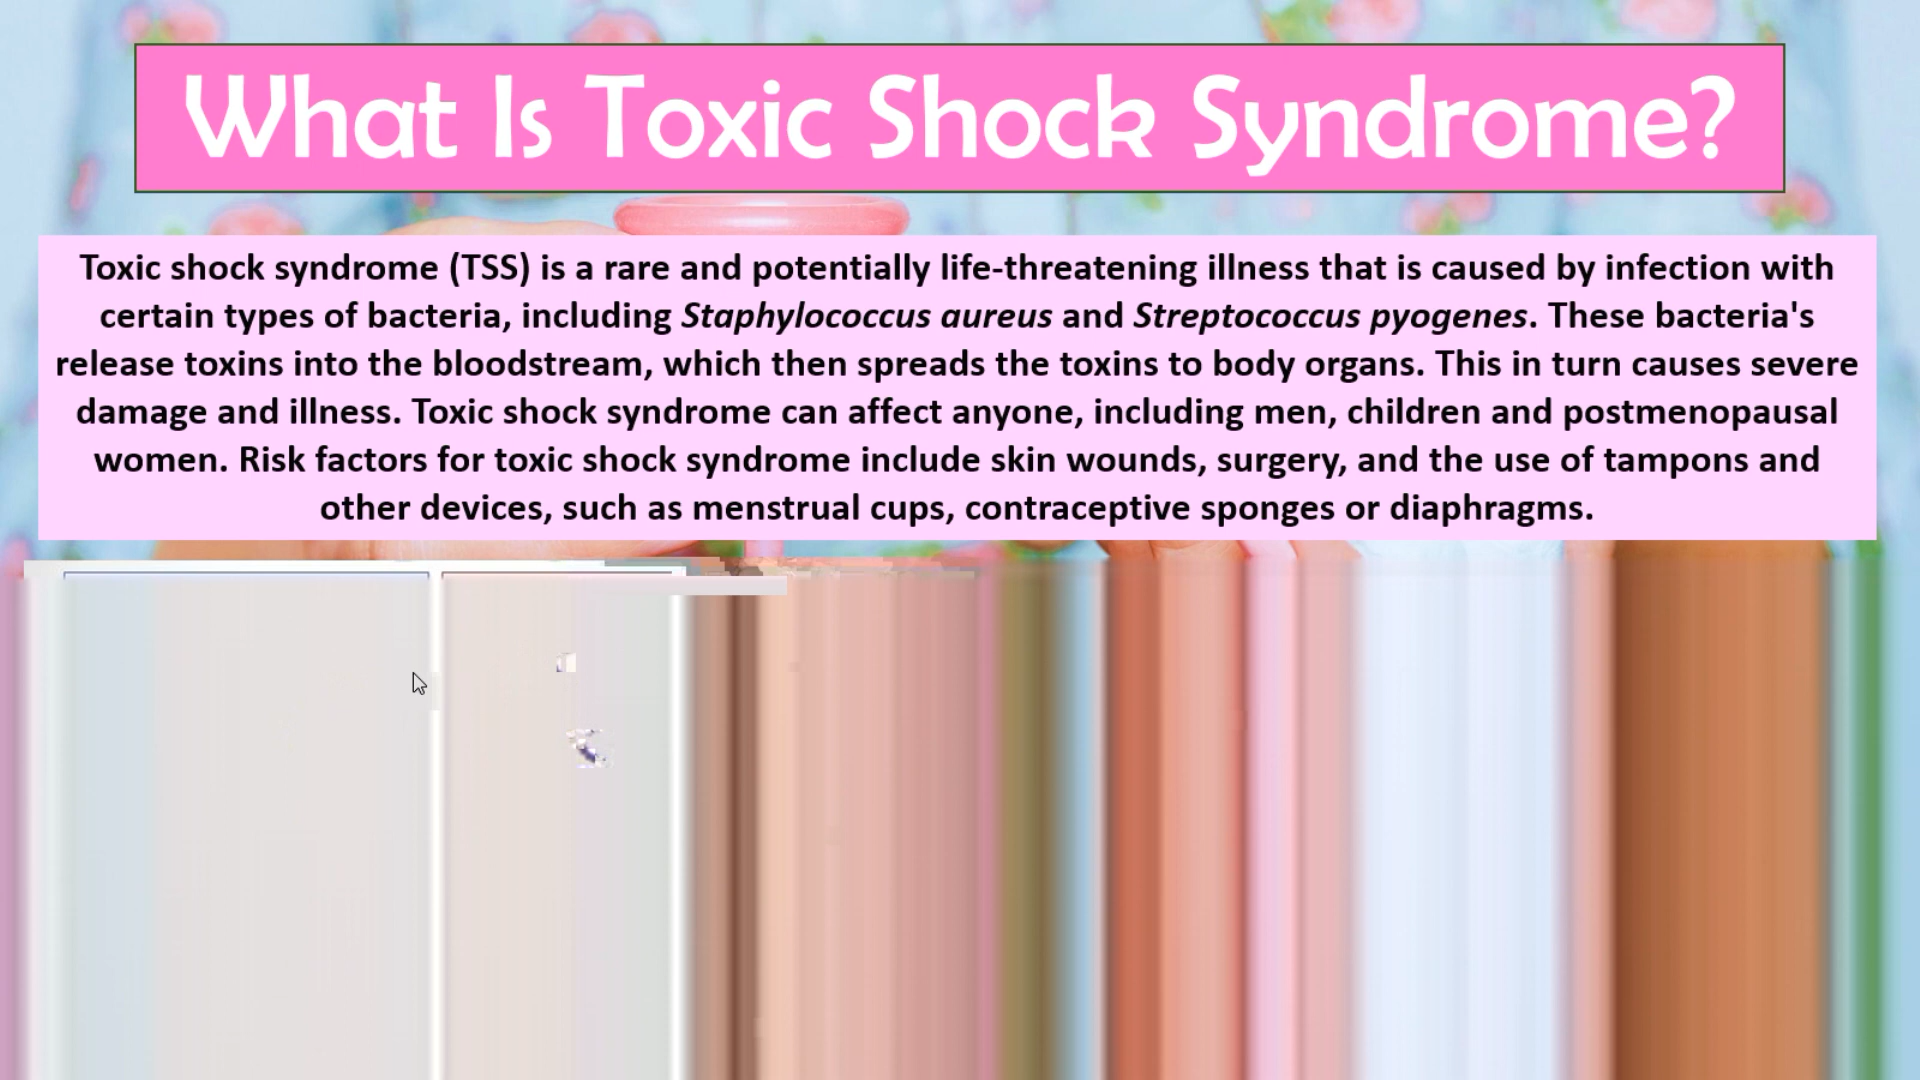 What Is Toxic Shock Syndrome?
Toxic shock syndrome (TSS) is a rare and potentially life-threatening illness that is caused by infection with
certain types of bacteria, including Staphylococcus aureus and Streptococcus pyogenes. These bacteria's
release toxins into the bloodstream, which then spreads the toxins to body organs. This in turn causes severe
damage and illness. Toxic shock syndrome can affect anyone, including men, children and postmenopausal
women. Risk factors for toxic shock syndrome include skin wounds, surgery, and the use of tampons and
other devices, such as menstrual cups, contraceptive sponges or diaphragms.